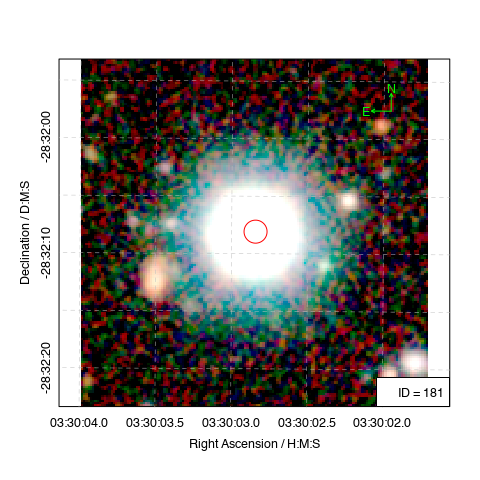 N
E
-28:32:00
-28:32:10
-28:32:20
Declination / D:M:S
ID = 181
03:30:04.0 03:30:03.5 03:30:03.0 03:30:02.5 03:30:02.0
Right Ascension / H:M:S